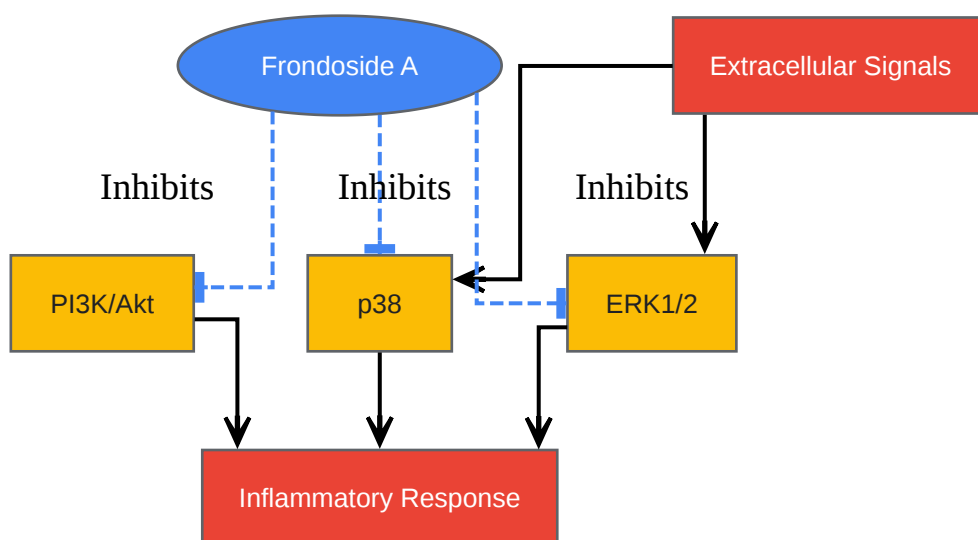 Frondoside A
Extracellular Signals
Inhibits
Inhibits
Inhibits
PI3K/Akt
p38
ERK1/2
Inflammatory Response